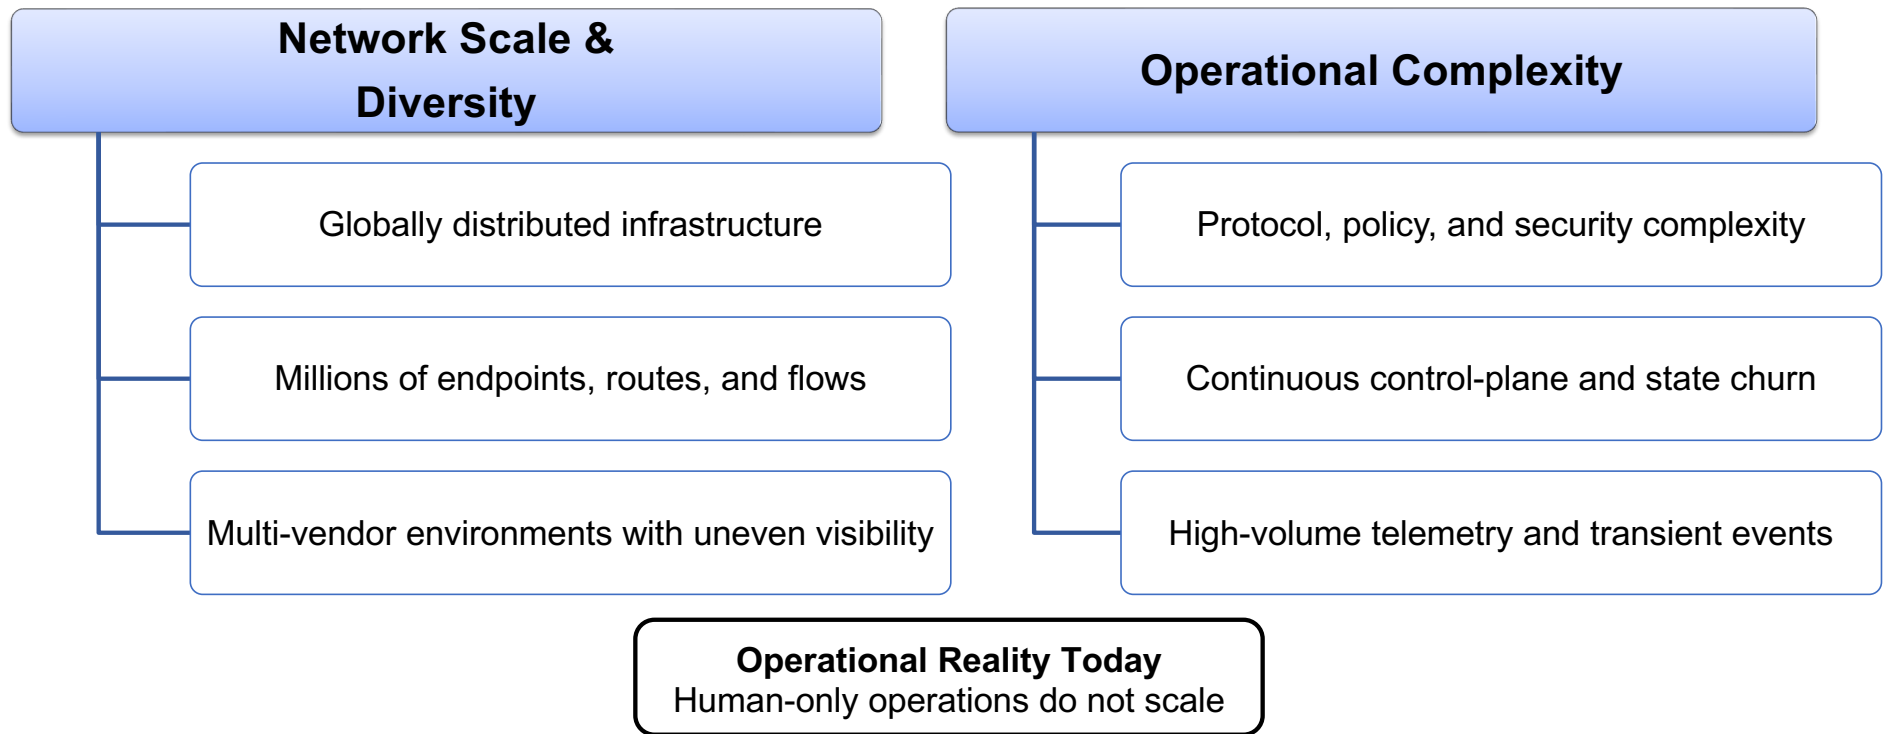 Network Scale &
Diversity
Globally distributed infrastructure
Millions of endpoints, routes, and flows
Multi-vendor environments with uneven visibility
Operational Complexity
Protocol, policy, and security complexity
Continuous control-plane and state churn
High-volume telemetry and transient events
Operational Reality Today
Human-only operations do not scale